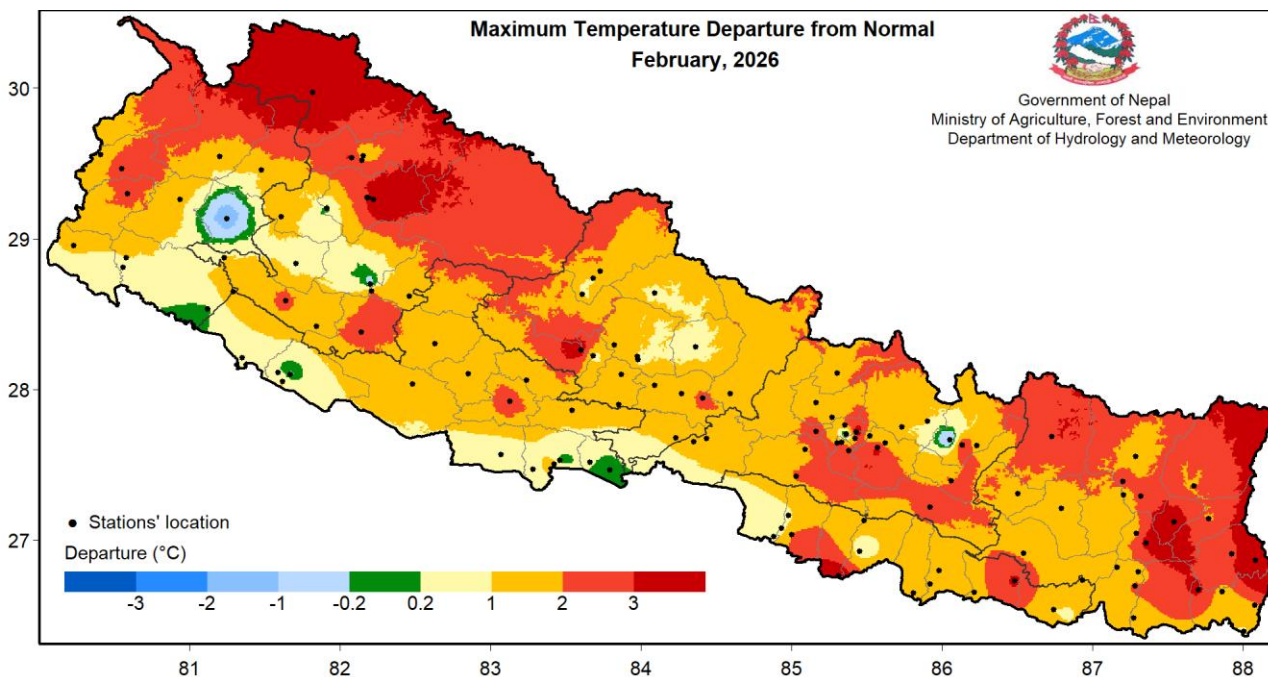 Maximum Temperature Departure from Normal
February, 2026
Government of Nepal
Ministry of Agriculture, Forest and Environment
Department of Hydrology and Meteorology
30
29
28
27
Stations' location
Departure (°C)
-3 -2 -1 -0.2 0.2 1 2 3
81 82 83 84 85 86 87 88